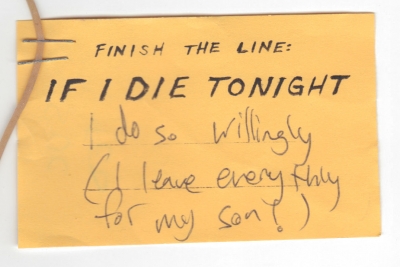 FINISH THE LINE:
IF I DIE TONIGHT
I do so willingly
(I leave everything
for my son!)